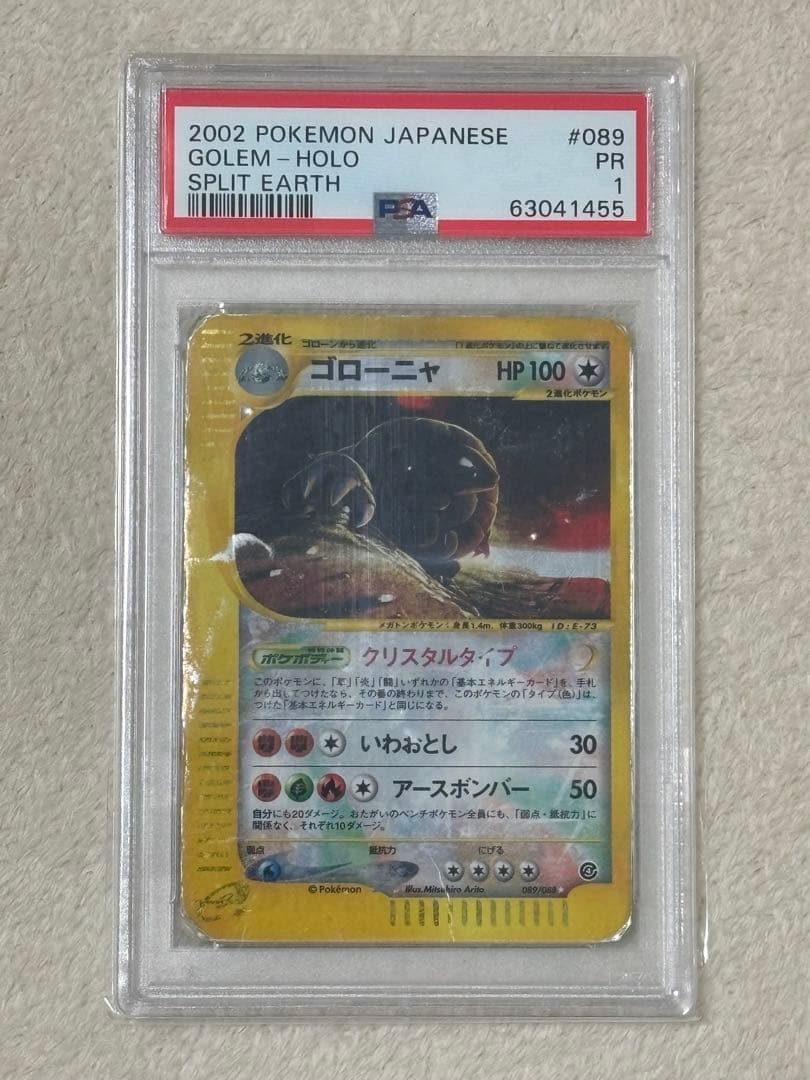 2002 POKEMON JAPANESE #089
GOLEM - HOLO PR
SPLIT EARTH 1
PSA 63041455
2進化 ゴローンから進化
ゴローニャ HP100
2進化ポケモン
メガトンポケモン:身長1.4m、体重300kg iD:E-73
特殊体質
ポケボディー クリスタルタイプ
このポケモンに、「草」「炎」「闘」いずれかの「基本エネルギーカード」を、手札
から出してつけたなら、その番の終わりまで、このポケモンの「タイプ(色)」は、
つけた「基本エネルギーカード」と同じになる。
いわおとし 30
アースボンバー 50
自分にも20ダメージ。おたがいのベンチポケモン全員にも、「弱点・抵抗力」に
関係なく、それぞれ10ダメージ。
弱点 抵抗力 にげる
©Pokémon Illus.Mitsuhiro Arita 089/088